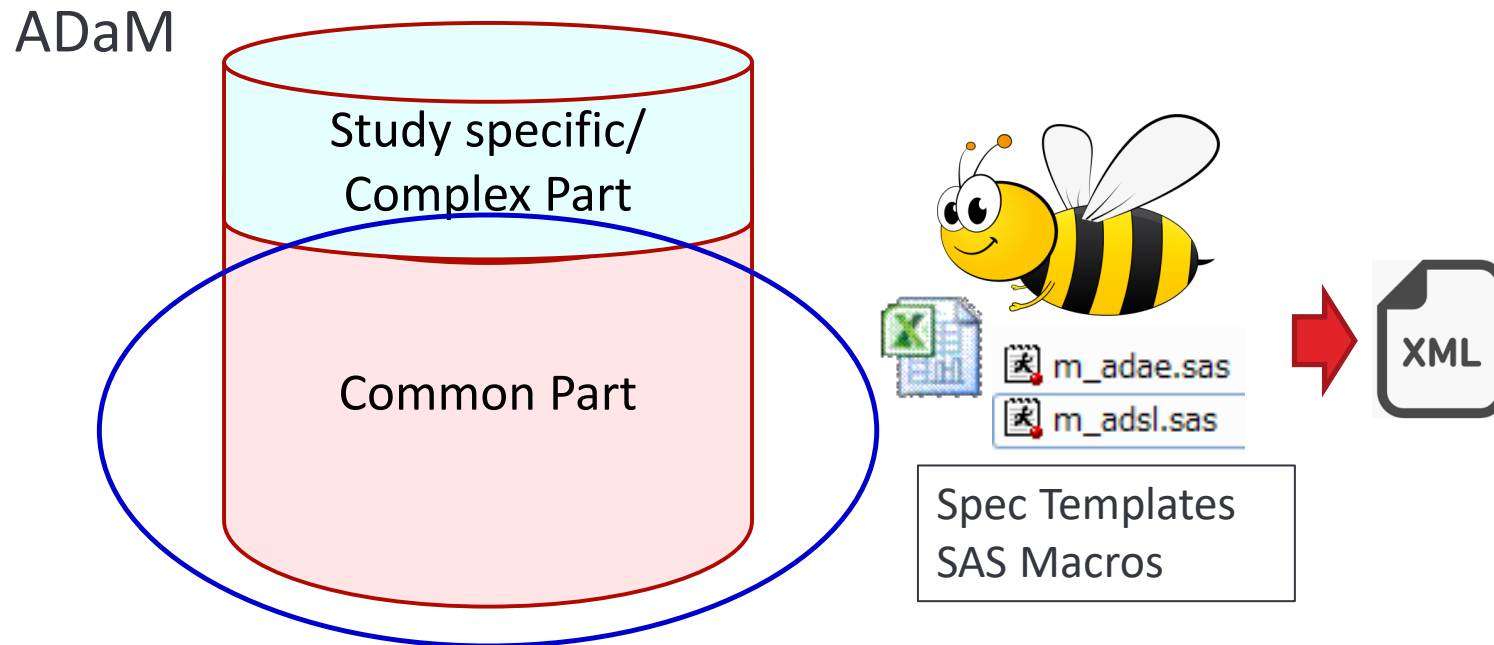 ADaM
Study specific/
Complex Part
Common Part
X
m_adae.sas
m_adsl.sas
Spec Templates
SAS Macros
XML